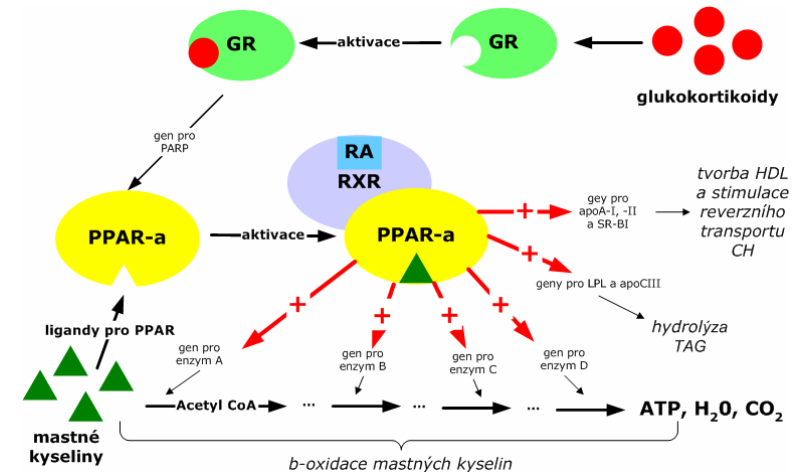 GR
aktivace
GR
glukokortikoidy
gen pro
PARP
RA
RXR
PPAR-a
aktivace
PPAR-a
+
gey pro
apoA-I, -II
a SR-BI
tvorba HDL
a stimulace
reverzního
transportu
CH
+
geny pro LPL a apoCIII
hydrolýza
TAG
+
+
+
+
ligandy pro PPAR
gen pro
enzym A
gen pro
enzym B
gen pro
enzym C
gen pro
enzym D
mastné
kyseliny
Acetyl CoA
...
...
...
ATP, H₂0, CO₂
b-oxidace mastných kyselin